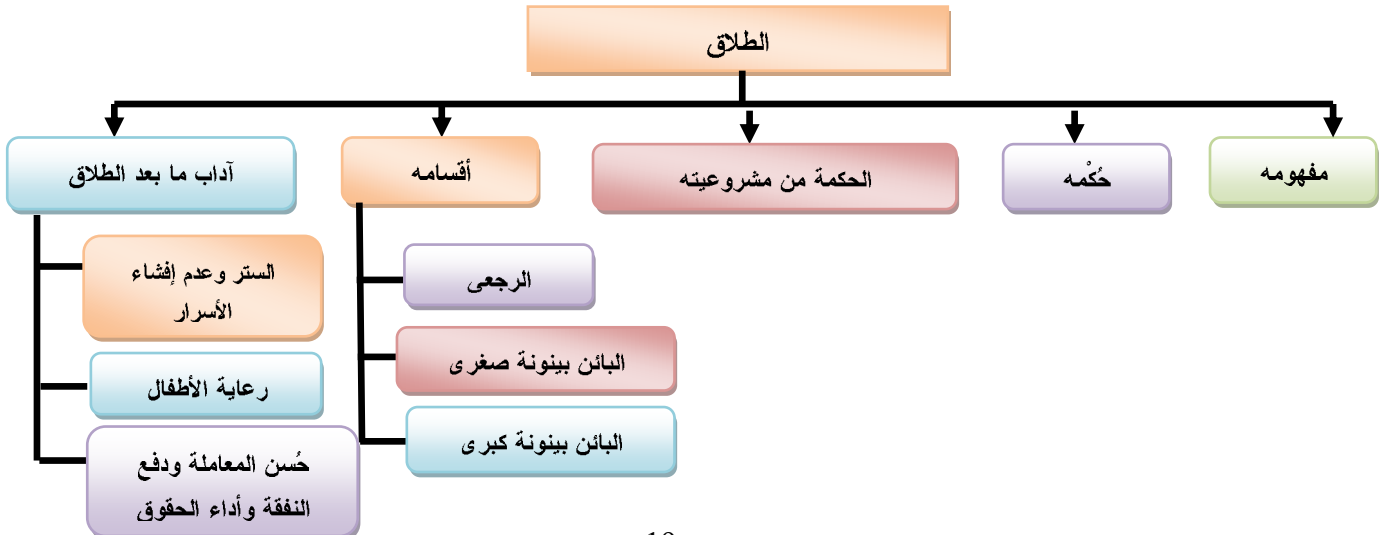 الطلاق
مفهومه
حُكْمه
الحكمة من مشروعيته
أقسامه
الرجعى
البائن بينونة صغرى
البائن بينونة كبرى
آداب ما بعد الطلاق
الستر وعدم إفشاء
الأسرار
رعاية الأطفال
حُسن المعاملة ودفع
النفقة وأداء الحقوق